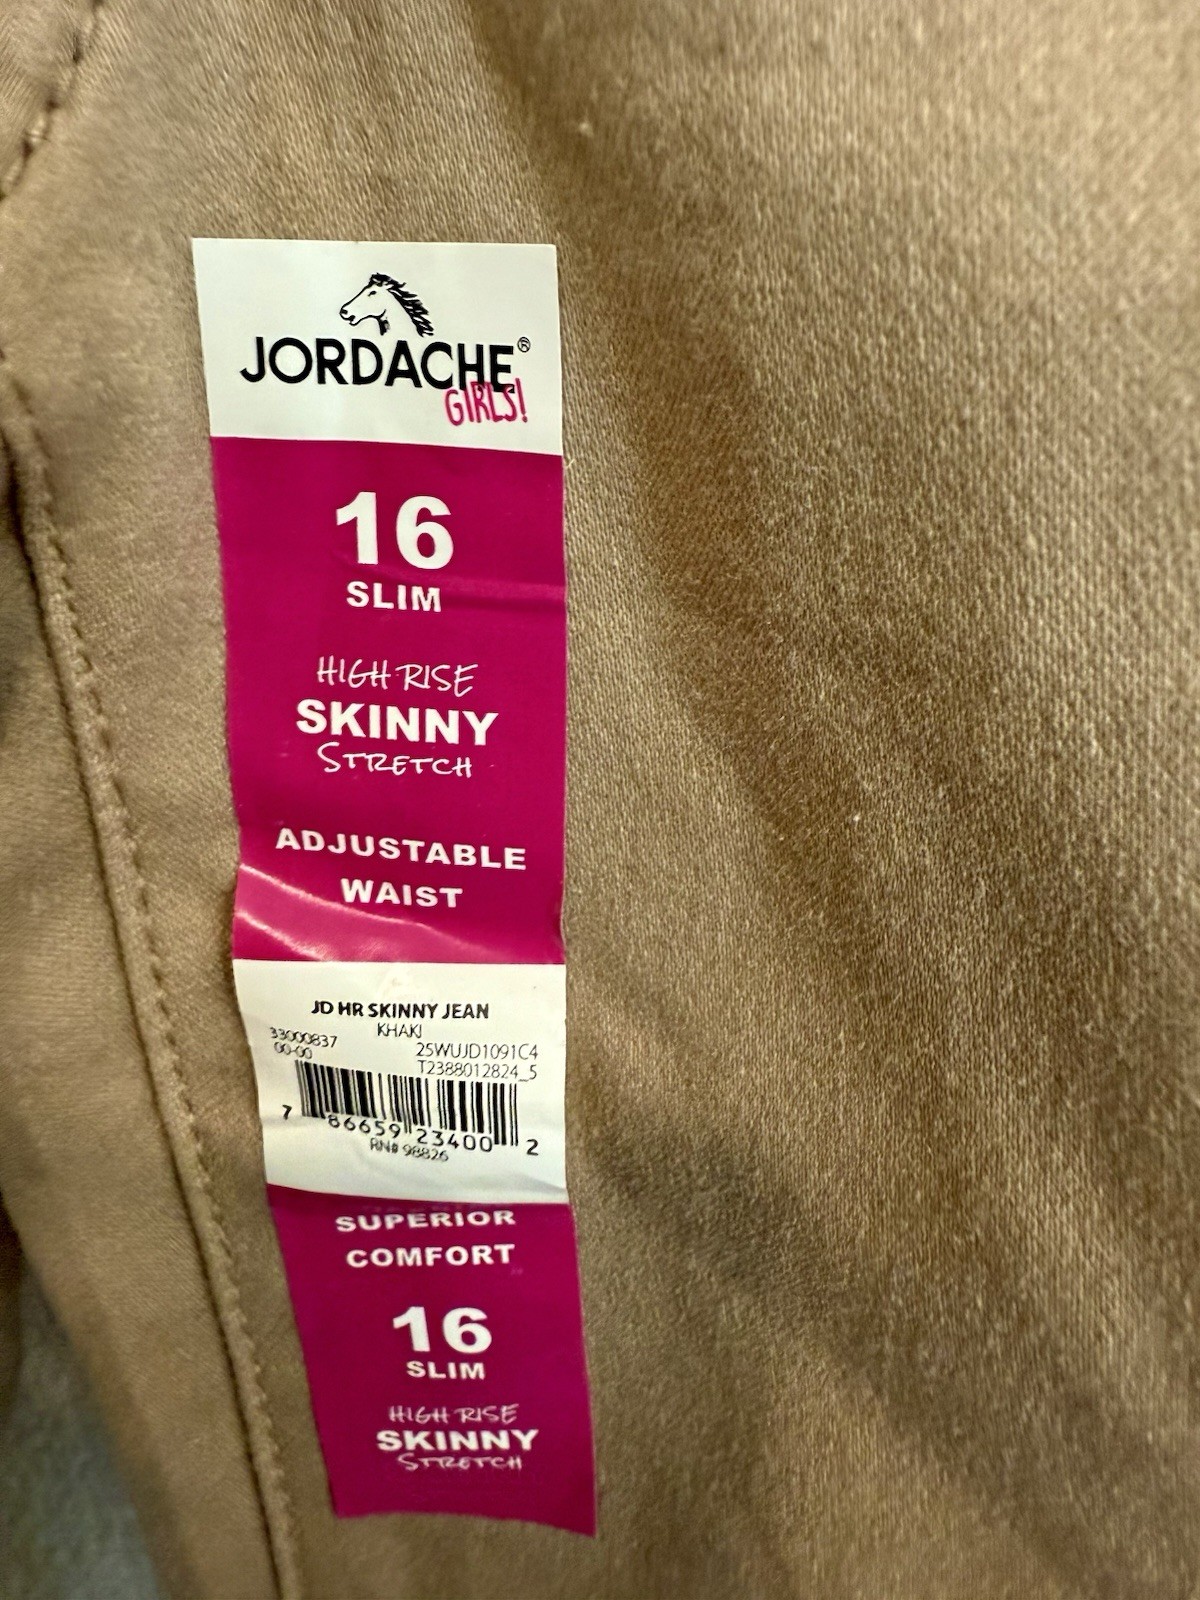 JORDACHE®
GIRLS!
16
SLIM
HIGH RISE
SKINNY
STRETCH
ADJUSTABLE
WAIST
JD HR SKINNY JEAN
KHAKI
33000837
00-00
25WUJD1091C4
T2388012824_5
7 86659 23400 2
RN# 98826
SUPERIOR
COMFORT
16
SLIM
HIGH RISE
SKINNY
STRETCH